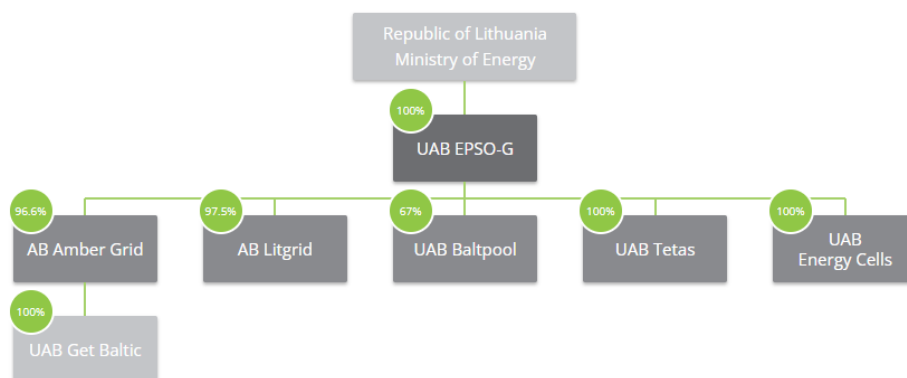 Republic of Lithuania
Ministry of Energy
100%
UAB EPSO-G
96.6%
97.5%
67%
100%
100%
AB Amber Grid
AB Litgrid
UAB Baltpool
UAB Tetas
UAB
Energy Cells
100%
UAB Get Baltic